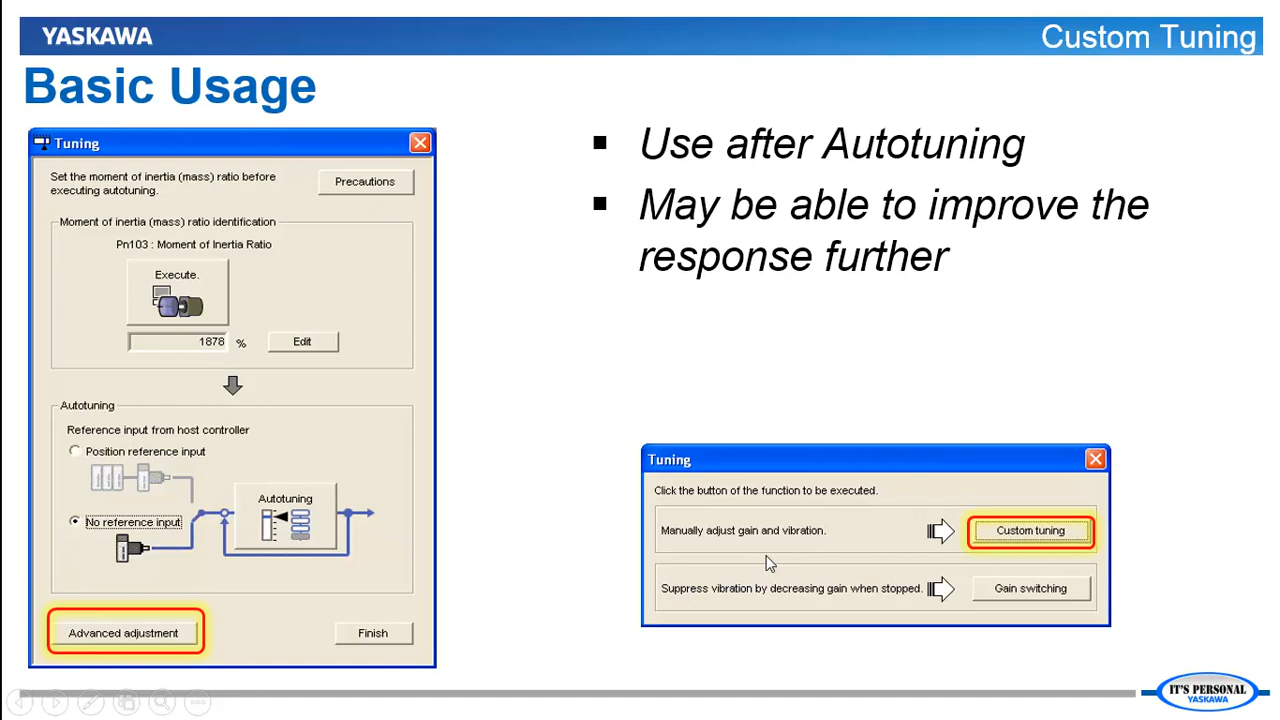 YASKAWA
Custom Tuning
Basic Usage
Tuning
Set the moment of inertia (mass) ratio before
executing autotuning.
Precautions
Moment of inertia (mass) ratio identification
Pn103 : Moment of Inertia Ratio
Execute.
1878 %
Edit
Autotuning
Reference input from host controller
Position reference input
Autotuning
No reference input
Advanced adjustment
Finish
▪ Use after Autotuning
▪ May be able to improve the
response further
Tuning
Click the button of the function to be executed.
Manually adjust gain and vibration.
Custom tuning
Suppress vibration by decreasing gain when stopped.
Gain switching
IT'S PERSONAL
YASKAWA